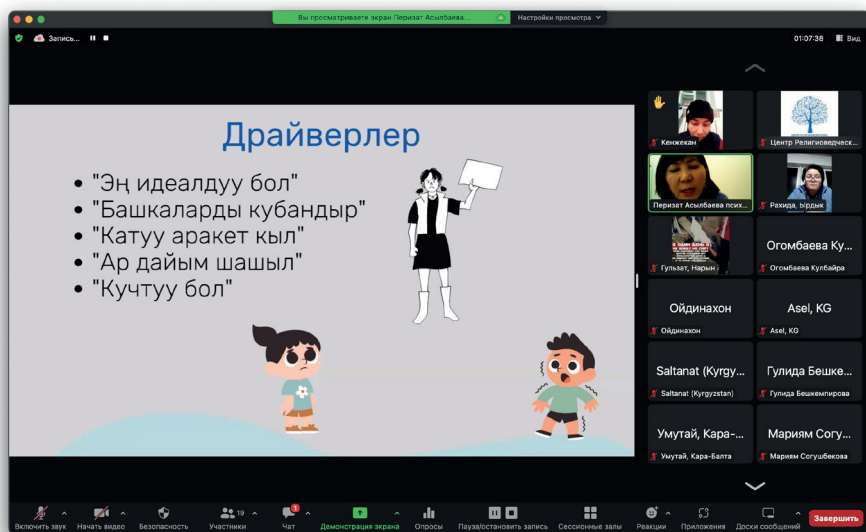 Вы просматриваете экран Перизат Асылбаева...
Настройки просмотра
Запись...
01:07:38
Вид
Драйверлер
"Эң идеалдуу бол"
"Башкаларды кубандыр"
"Катуу аракет кыл"
"Ар дайым шашыл"
"Кучтуу бол"
Кенжекан
Центр Религиоведческ...
Перизат Асылбаева псих...
Рахида, Ырдык
Гульзат, Нарын
Огомбаева Ку...
Огомбаева Кулбайра
Ойдинахон
Ойдинахон
Asel, KG
Asel, KG
Saltanat (Kyrgy...
Saltanat (Kyrgyzstan)
Гулида Бешке...
Гулида Бешкемпирова
Умутай, Кара-...
Умутай, Кара-Балта
Мариям Согу...
Мариям Согушбекова
Включить звук
Начать видео
Безопасность
19
Участники
1
Чат
Демонстрация экрана
Опросы
Пауза/остановить запись
Сессионные залы
Реакции
Приложения
Доски сообщений
Завершить